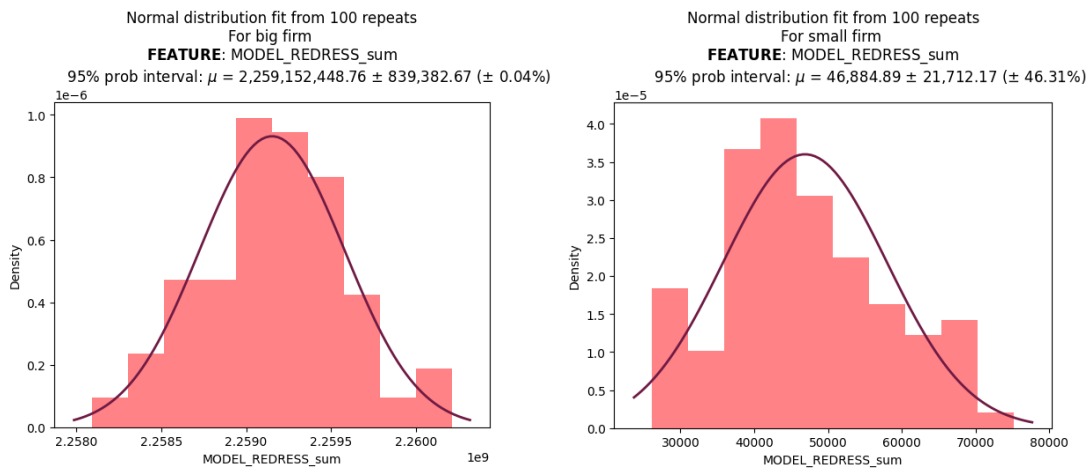 Normal distribution fit from 100 repeats
For big firm
FEATURE: MODEL_REDRESS_sum
95% prob interval: μ = 2,259,152,448.76 ± 839,382.67 (± 0.04%)
1e−6
1.0
0.8
0.6
0.4
0.2
0.0
Density
2.2580 2.2585 2.2590 2.2595 2.2600
1e9
MODEL_REDRESS_sum
Normal distribution fit from 100 repeats
For small firm
FEATURE: MODEL_REDRESS_sum
95% prob interval: μ = 46,884.89 ± 21,712.17 (± 46.31%)
1e−5
4.0
3.5
3.0
2.5
2.0
1.5
1.0
0.5
0.0
Density
30000 40000 50000 60000 70000 80000
MODEL_REDRESS_sum